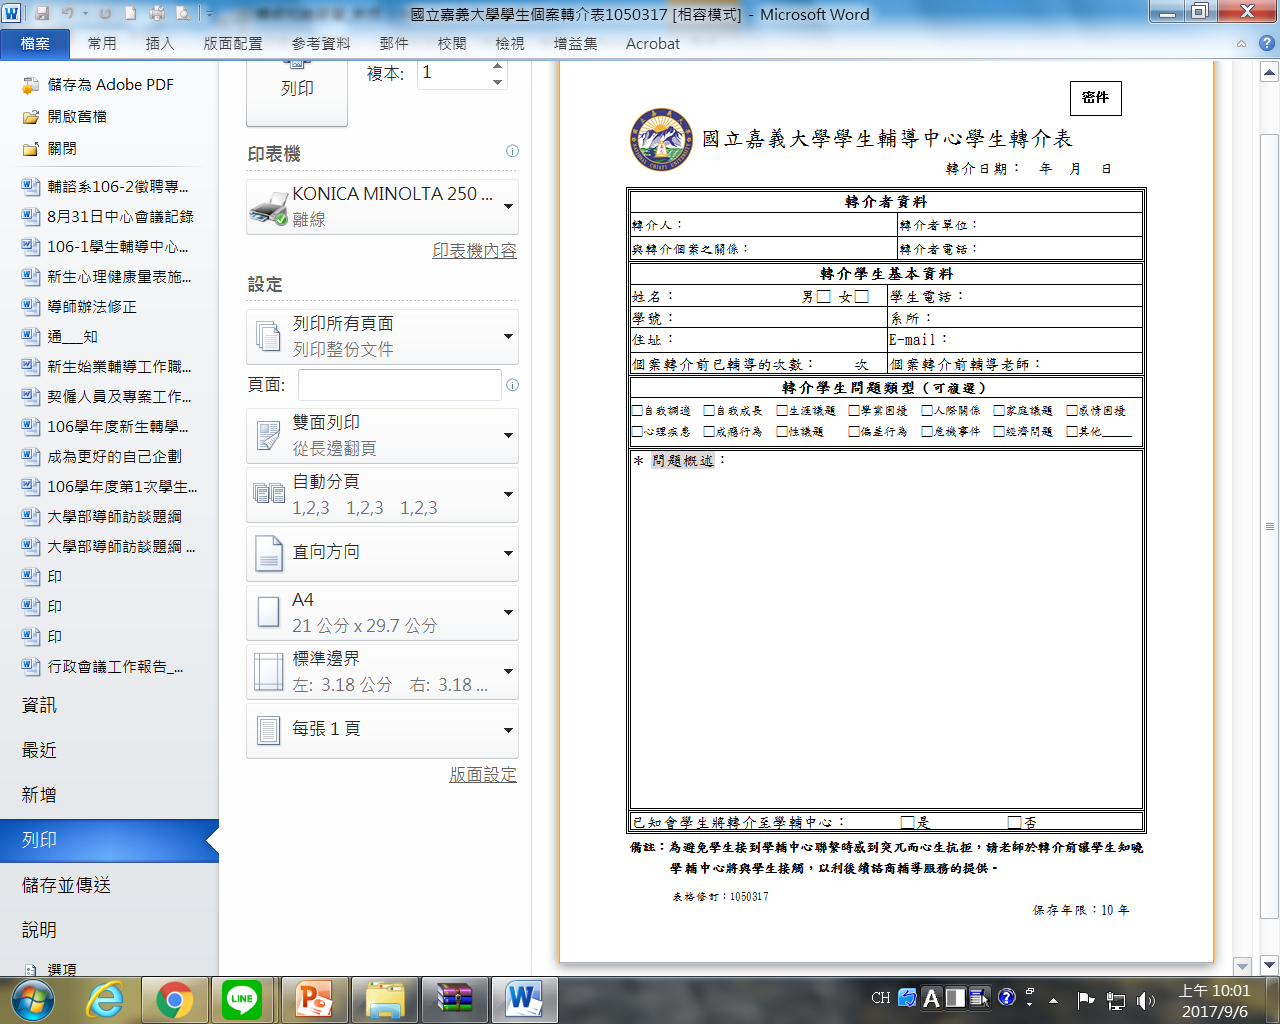 國立嘉義大學學生個案轉介表1050317 [相容模式] - Microsoft Word
檔案 常用 插入 版面配置 參考資料 郵件 校閱 檢視 增益集 Acrobat
儲存為 Adobe PDF
開啟舊檔
關閉
輔諮系106-2徵聘專...
8月31日中心會議記錄
106-1學生輔導中心...
新生心理健康量表施...
導師辦法修正
通___知
新生始業輔導工作職...
契僱人員及專案工作...
106學年度新生轉學...
成為更好的自己企劃
106學年度第1次學生...
大學部導師訪談題綱
大學部導師訪談題綱 ...
印
印
印
行政會議工作報告_...
資訊
最近
新增
列印
儲存並傳送
說明
選項
列印
複本: 1
印表機
KONICA MINOLTA 250 ...
離線
印表機內容
設定
列印所有頁面
列印整份文件
頁面:
雙面列印
從長邊翻頁
自動分頁
1,2,3 1,2,3 1,2,3
直向方向
A4
21 公分 x 29.7 公分
標準邊界
左: 3.18 公分 右: 3.18 ...
每張 1 頁
版面設定
密件
國立嘉義大學學生輔導中心學生轉介表
轉介日期： 年 月 日
轉介者資料
轉介人： 轉介者單位：
與轉介個案之關係： 轉介者電話：
轉介學生基本資料
姓名： 男□ 女□ 學生電話：
學號： 系所：
住址： E-mail：
個案轉介前已輔導的次數： 次 個案轉介前輔導老師：
轉介學生問題類型（可複選）
□自我調適 □自我成長 □生涯議題 □學業困擾 □人際關係 □家庭議題 □感情困擾
□心理疾患 □成癮行為 □性議題 □偏差行為 □危機事件 □經濟問題 □其他_____
* 問題概述：
已知會學生將轉介至學輔中心： □是 □否
備註：為避免學生接到學輔中心聯繫時感到突兀而心生抗拒，請老師於轉介前讓學生知曉
學輔中心將與學生接觸，以利後續諮商輔導服務的提供。
表格修訂：1050317
保存年限：10 年
CH
上午 10:01
2017/9/6